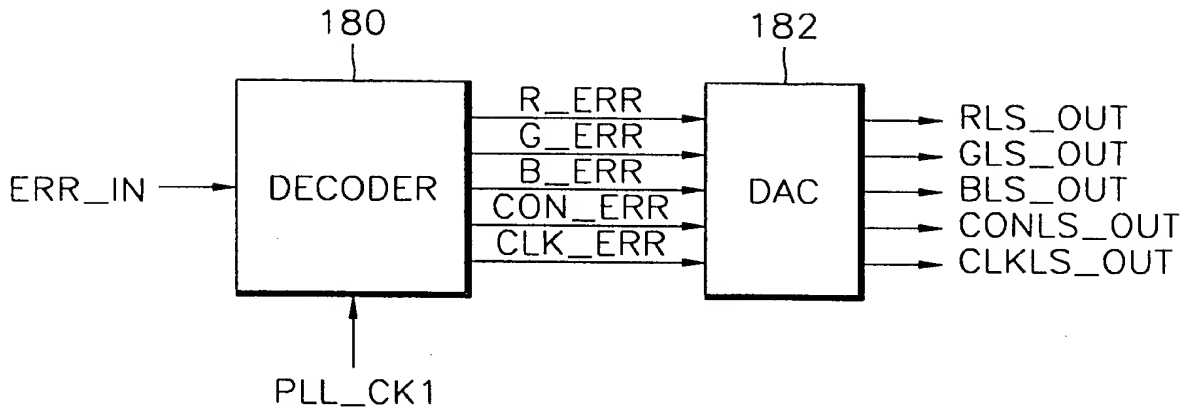 180
182
R_ERR
G_ERR
B_ERR
CON_ERR
CLK_ERR
ERR_IN
DECODER
DAC
RLS_OUT
GLS_OUT
BLS_OUT
CONLS_OUT
CLKLS_OUT
PLL_CK1